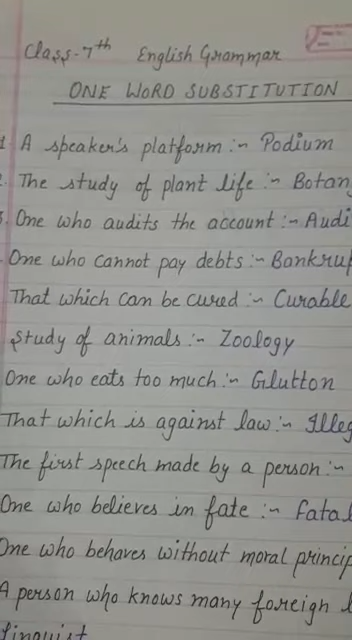 Class-7th English Grammar
ONE WORD SUBSTITUTION
1. A speaker's platform :- Podium
2. The study of plant life :- Botan
3. One who audits the account :- Audi
One who cannot pay debts :- Bankrup
That which can be cured :- Curable
Study of animals :- Zoology
One who eats too much :- Glutton
That which is against law :- Illeg
The first speech made by a person :-
One who believes in fate :- Fatal
One who behaves without moral princip
A person who knows many foreign l
linguist